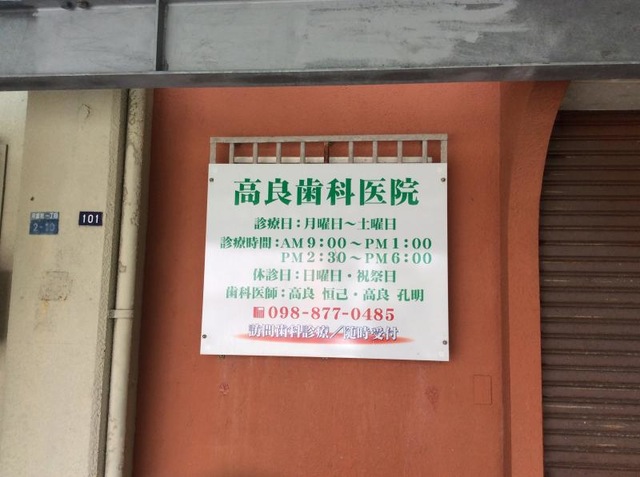 高良歯科医院
診療日：月曜日～土曜日
診療時間：AM9：00～PM1：00
PM2：30～PM6：00
休診日：日曜日・祝祭日
歯科医師：高良 恒己・高良 孔明
098-877-0485
訪問歯科診療／随時受付
101
2-10